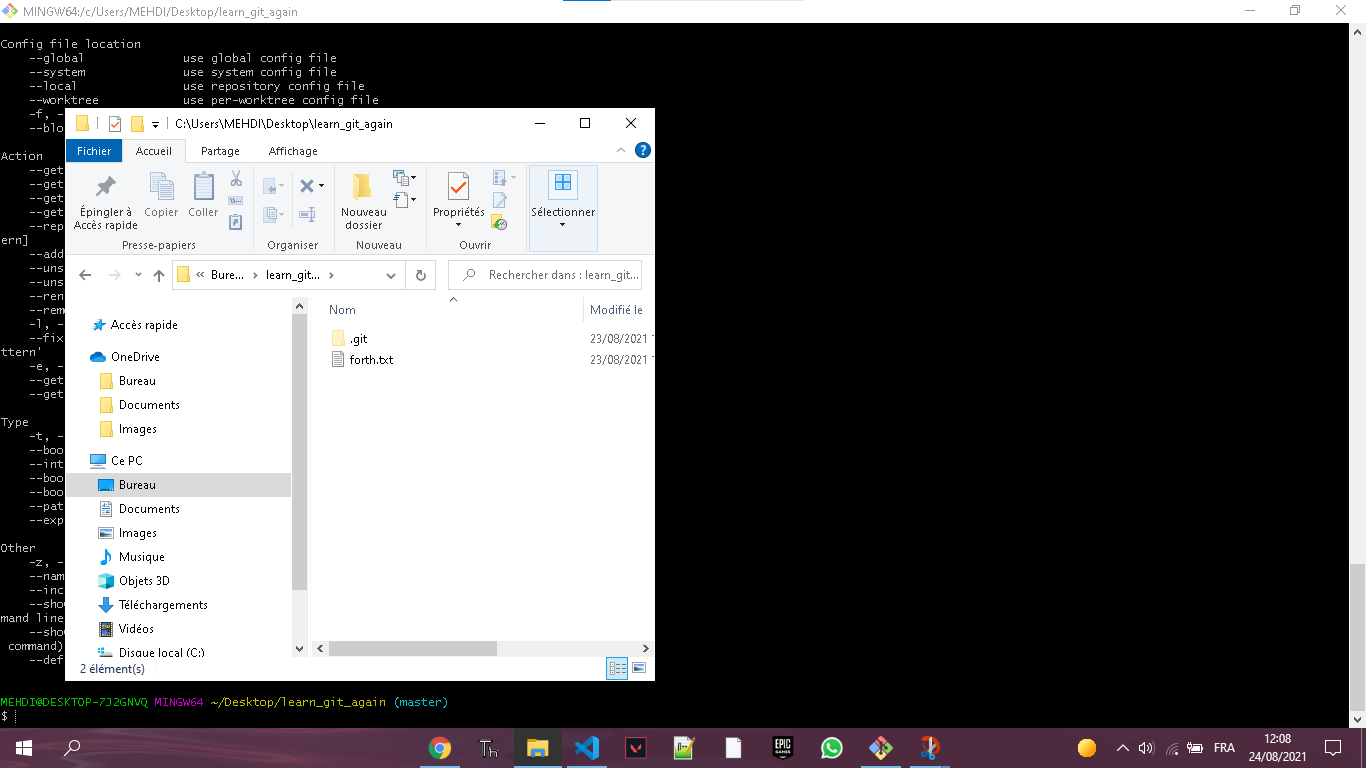 MINGW64:/c/Users/MEHDI/Desktop/learn_git_again
Config file location
--global use global config file
--system use system config file
--local use repository config file
--worktree use per-worktree config file
-f, -
--blo
Action
--get
--get
--get
--get
--rep
ern]
--add
--uns
--uns
--ren
--rem
-l, -
--fix
ttern'
-e, -
--get
--get
Type
-t, -
--boo
--int
--boo
--boo
--pat
--exp
Other
-z, -
--nam
--inc
--sho
mand line
--sho
command)
--def
C:\Users\MEHDI\Desktop\learn_git_again
Fichier Accueil Partage Affichage
Épingler à Accès rapide
Copier
Coller
Presse-papiers
Organiser
Nouveau dossier
Nouveau
Propriétés
Ouvrir
Sélectionner
« Bure... › learn_git... ›
Rechercher dans : learn_git...
Accès rapide
OneDrive
Bureau
Documents
Images
Ce PC
Bureau
Documents
Images
Musique
Objets 3D
Téléchargements
Vidéos
Disque local (C:)
Nom Modifié le
.git 23/08/2021
forth.txt 23/08/2021
2 élément(s)
MEHDI@DESKTOP-7J2GNVQ MINGW64 ~/Desktop/learn_git_again (master)
$
Th
EPIC GAMES
FRA
12:08
24/08/2021